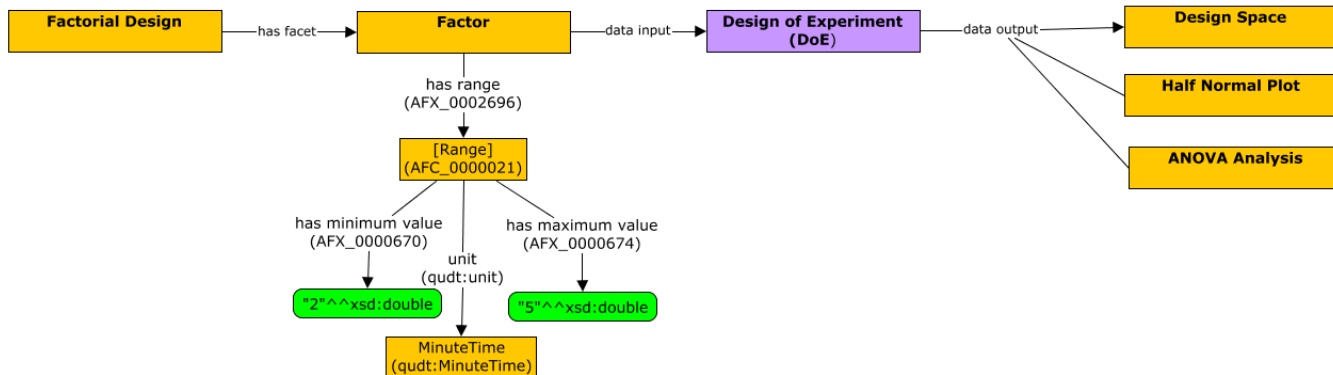 Factorial Design
has facet
Factor
data input
Design of Experiment
(DoE)
data output
Design Space
Half Normal Plot
ANOVA Analysis
has range
(AFX_0002696)
[Range]
(AFC_0000021)
has minimum value
(AFX_0000670)
unit
(qudt:unit)
has maximum value
(AFX_0000674)
"2"^^xsd:double
"5"^^xsd:double
MinuteTime
(qudt:MinuteTime)